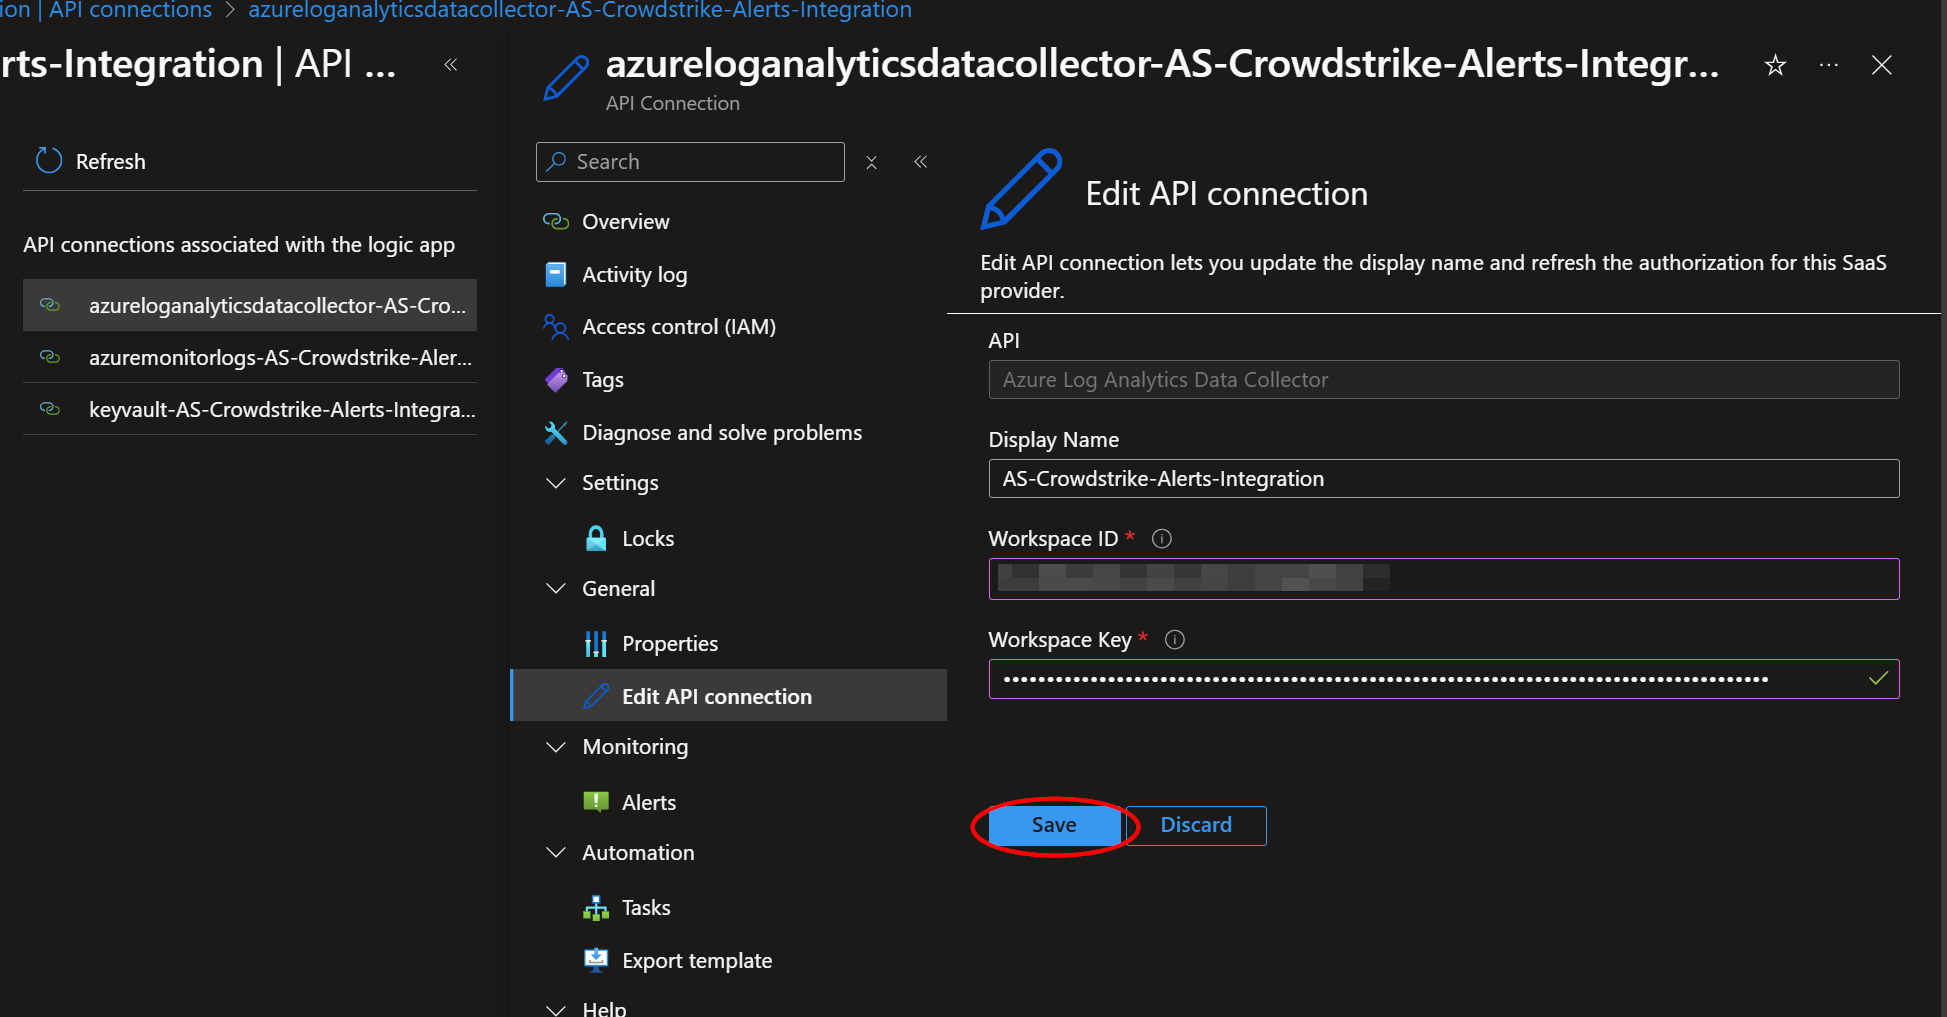 ion | API connections > azureloganalyticsdatacollector-AS-Crowdstrike-Alerts-Integration
rts-Integration | API ...
Refresh
API connections associated with the logic app
azureloganalyticsdatacollector-AS-Cro...
azuremonitorlogs-AS-Crowdstrike-Aler...
keyvault-AS-Crowdstrike-Alerts-Integra...
azureloganalyticsdatacollector-AS-Crowdstrike-Alerts-Integr...
API Connection
Search
Overview
Activity log
Access control (IAM)
Tags
Diagnose and solve problems
Settings
Locks
General
Properties
Edit API connection
Monitoring
Alerts
Automation
Tasks
Export template
Help
Edit API connection
Edit API connection lets you update the display name and refresh the authorization for this SaaS
provider.
API
Azure Log Analytics Data Collector
Display Name
AS-Crowdstrike-Alerts-Integration
Workspace ID *
Workspace Key *
Save
Discard